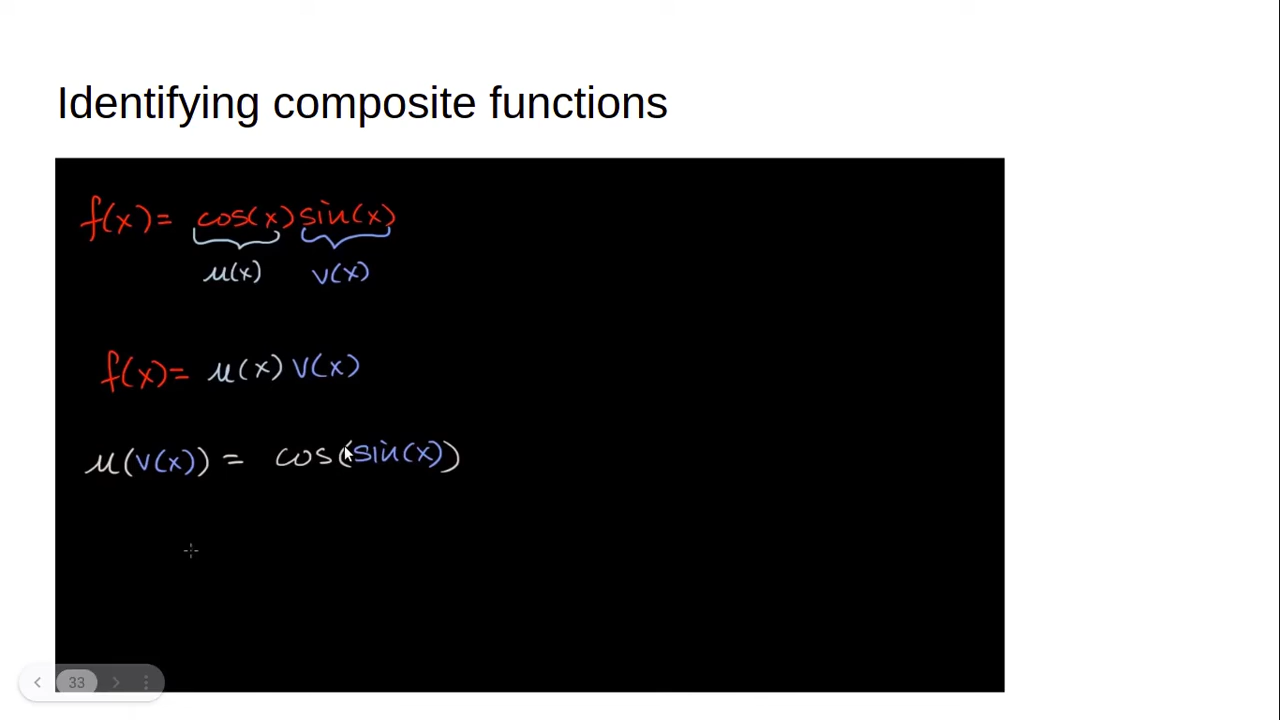 Identifying composite functions
f(x)= cos(x)sin(x)
u(x) v(x)
f(x)= u(x)v(x)
u(v(x)) = cos(sin(x))
33